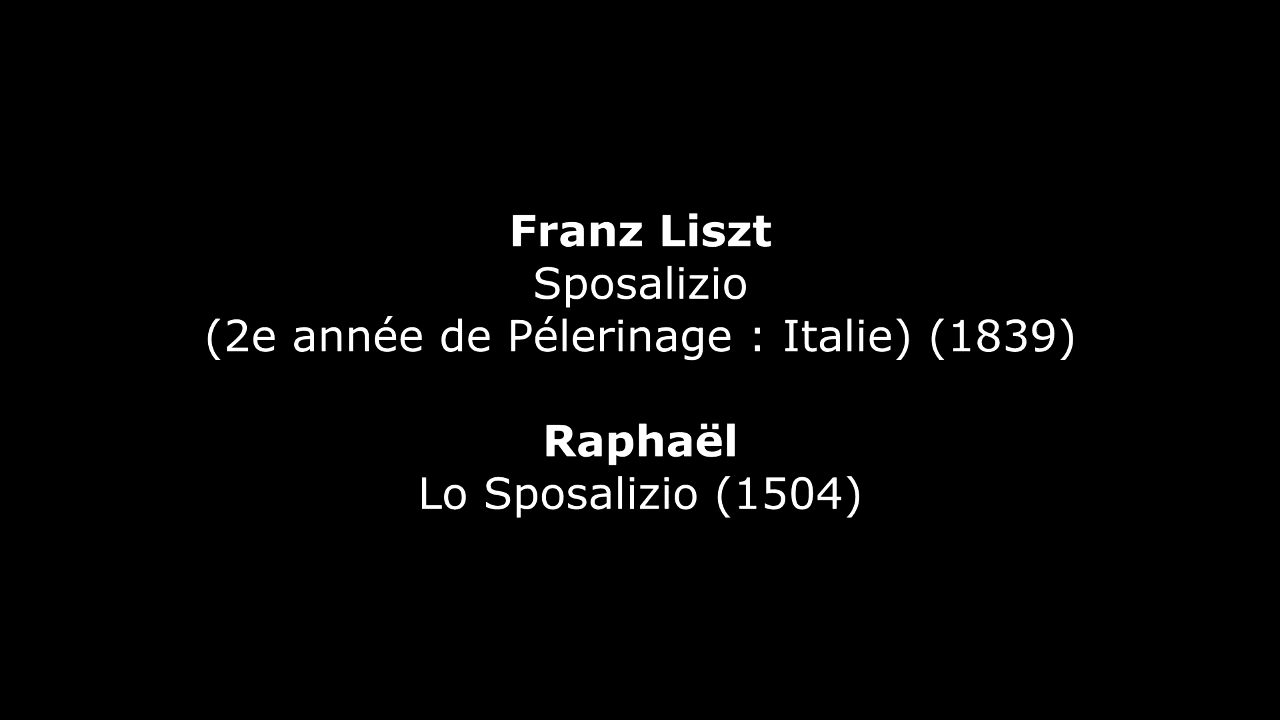 Franz Liszt
Sposalizio
(2e année de Pélerinage : Italie) (1839)
Raphaël
Lo Sposalizio (1504)